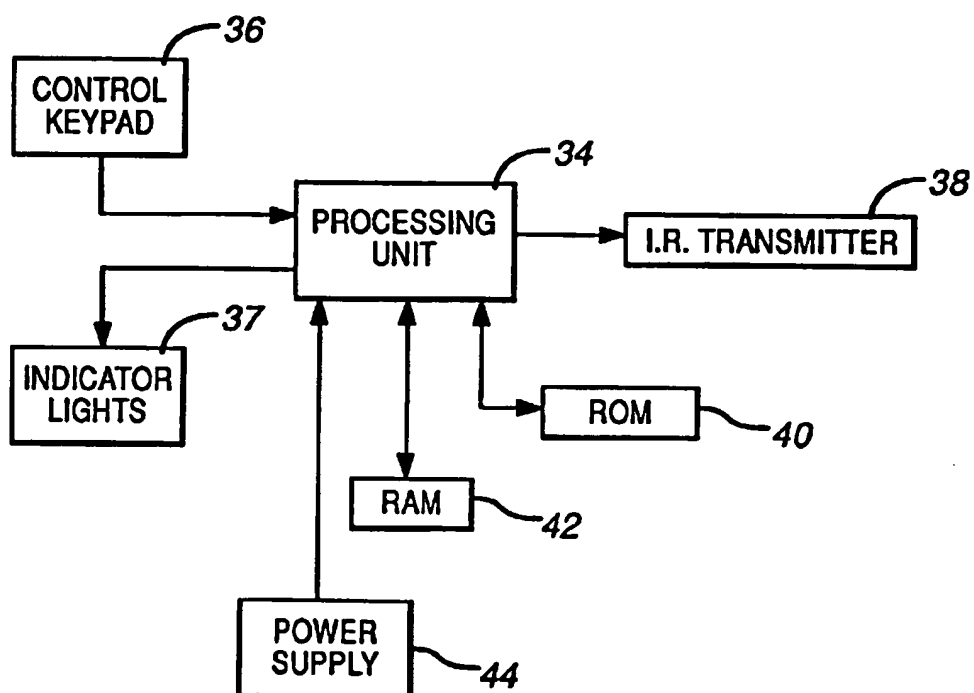 36
CONTROL
KEYPAD
34
PROCESSING
UNIT
38
I.R. TRANSMITTER
37
INDICATOR
LIGHTS
ROM
40
RAM
42
POWER
SUPPLY
44